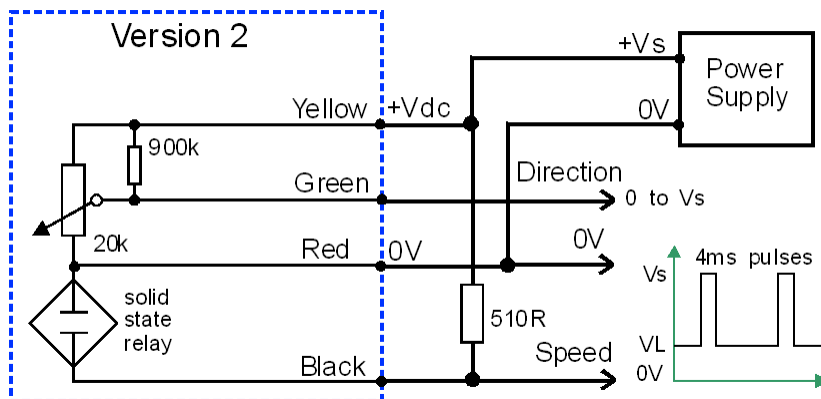 Version 2
+Vs
Power
Supply
0V
Yellow
+Vdc
900k
Direction
Green
0 to Vs
20k
Red
0V
0V
4ms pulses
Vs
solid
state
relay
510R
VL
Black
Speed
0V